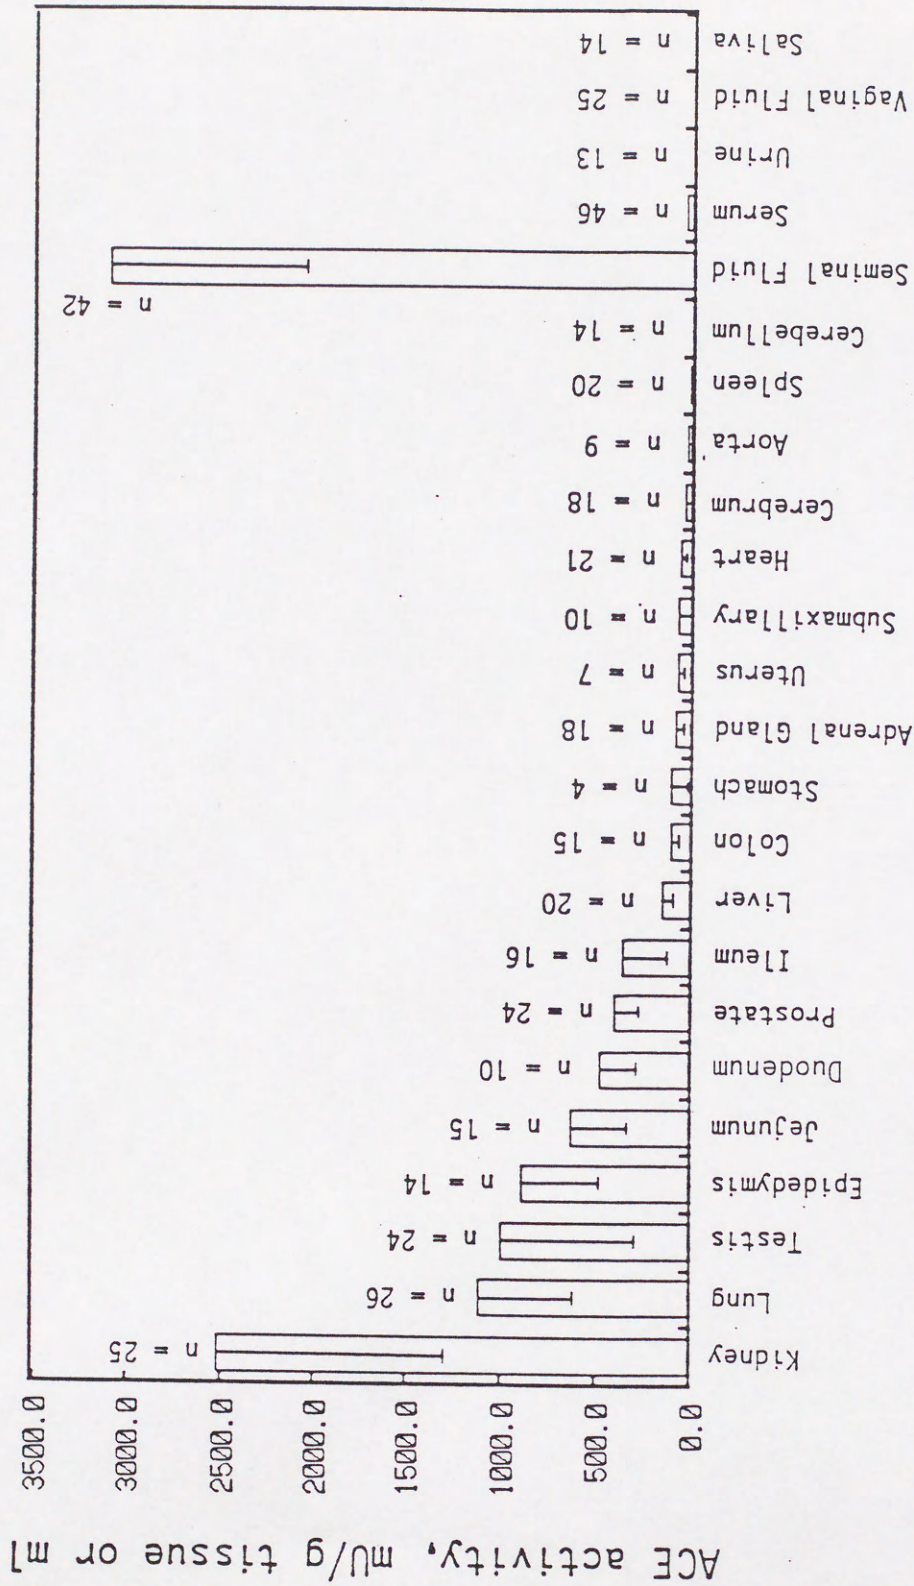 ACE activity, mU/g tissue or ml
3500.0
3000.0
2500.0
2000.0
1500.0
1000.0
500.0
0.0
Kidney
n = 25
Lung
n = 26
Testis
n = 24
Epidedymis
n = 14
Jejunum
n = 15
Duodenum
n = 10
Prostate
n = 24
Ileum
n = 16
Liver
n = 20
Colon
n = 15
Stomach
n = 4
Adrenal Gland
n = 18
Uterus
n = 7
Submaxillary
n = 10
Heart
n = 21
Cerebrum
n = 18
Aorta
n = 9
Spleen
n = 20
Cerebellum
n = 14
Seminal Fluid
n = 42
Serum
n = 46
Urine
n = 13
Vaginal Fluid
n = 25
Saliva
n = 14